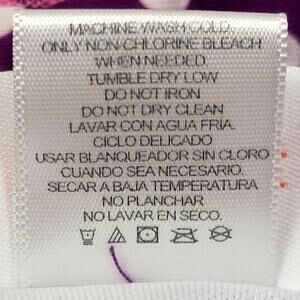 MACHINE WASH COLD
ONLY NON-CHLORINE BLEACH
WHEN NEEDED
TUMBLE DRY LOW
DO NOT IRON
DO NOT DRY CLEAN
LAVAR CON AGUA FRÍA.
CICLO DELICADO
USAR BLANQUEADOR SIN CLORO
CUANDO SEA NECESARIO.
SECAR A BAJA TEMPERATURA
NO PLANCHAR
NO LAVAR EN SECO.